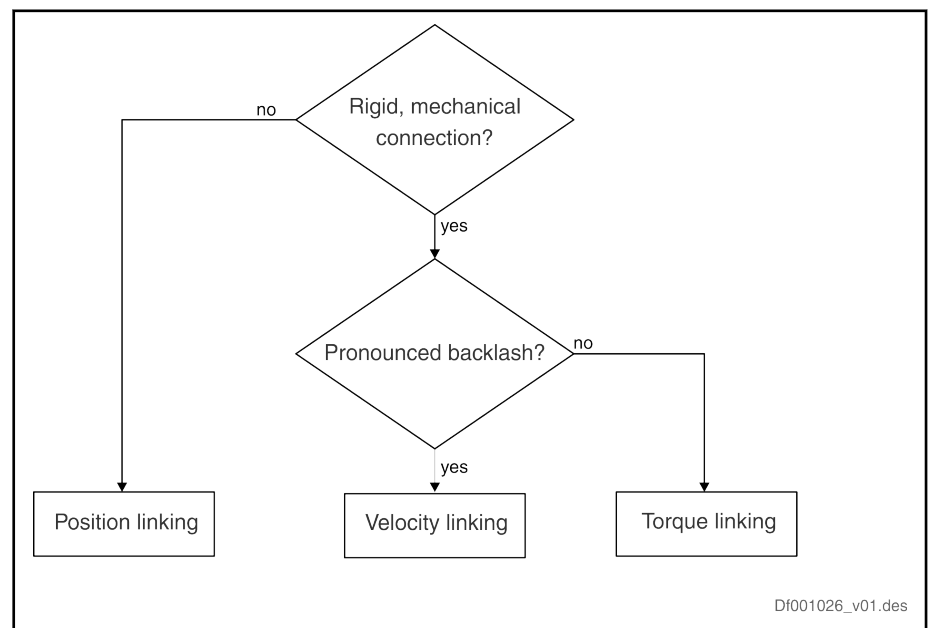 Rigid, mechanical
connection?
no
yes
Pronounced backlash?
no
yes
Position linking
Velocity linking
Torque linking
Df001026_v01.des